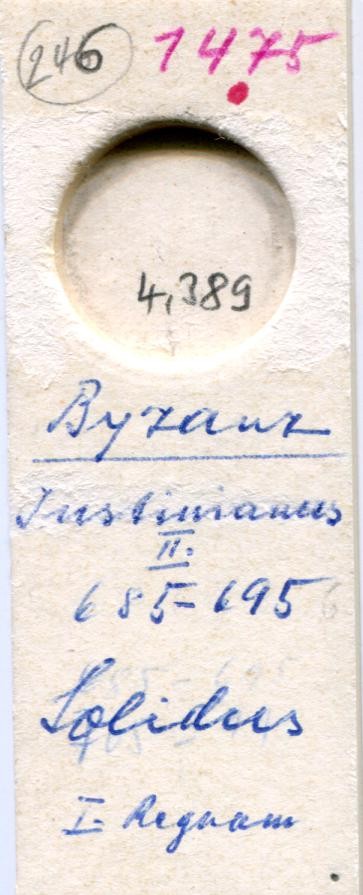 246 1475
4,389
Byzanz
Justinianus
II.
685-695
Solidus
I. Regnum